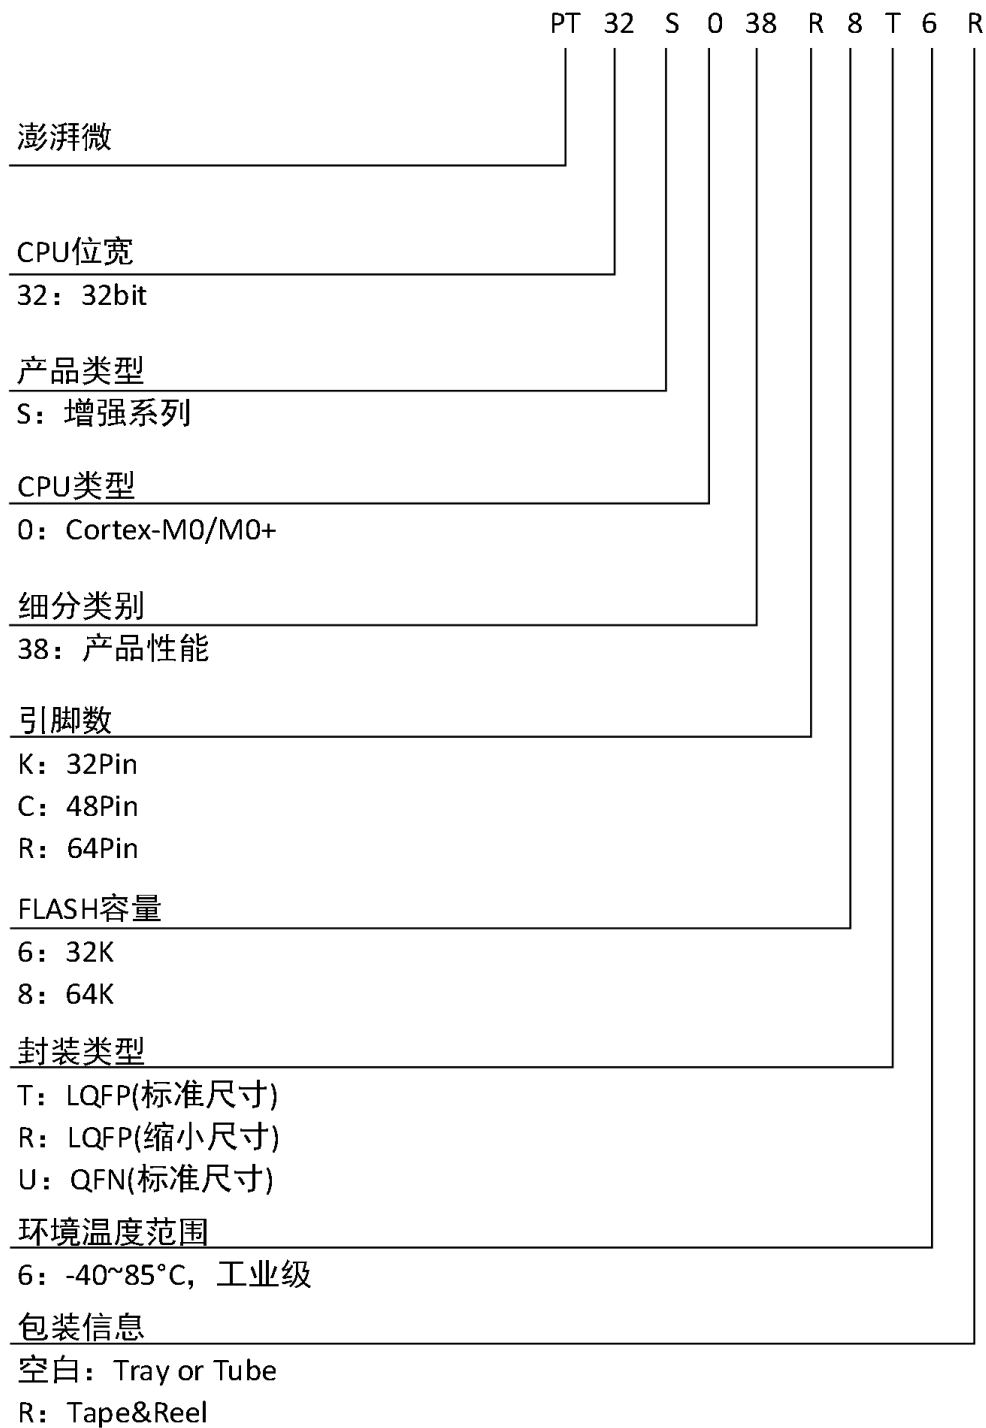 PT 32 S 0 38 R 8 T 6 R
澎湃微
CPU位宽
32：32bit
产品类型
S：增强系列
CPU类型
0：Cortex-M0/M0+
细分类别
38：产品性能
引脚数
K：32Pin
C：48Pin
R：64Pin
FLASH容量
6：32K
8：64K
封装类型
T：LQFP(标准尺寸)
R：LQFP(缩小尺寸)
U：QFN(标准尺寸)
环境温度范围
6：-40~85°C，工业级
包装信息
空白：Tray or Tube
R：Tape&Reel